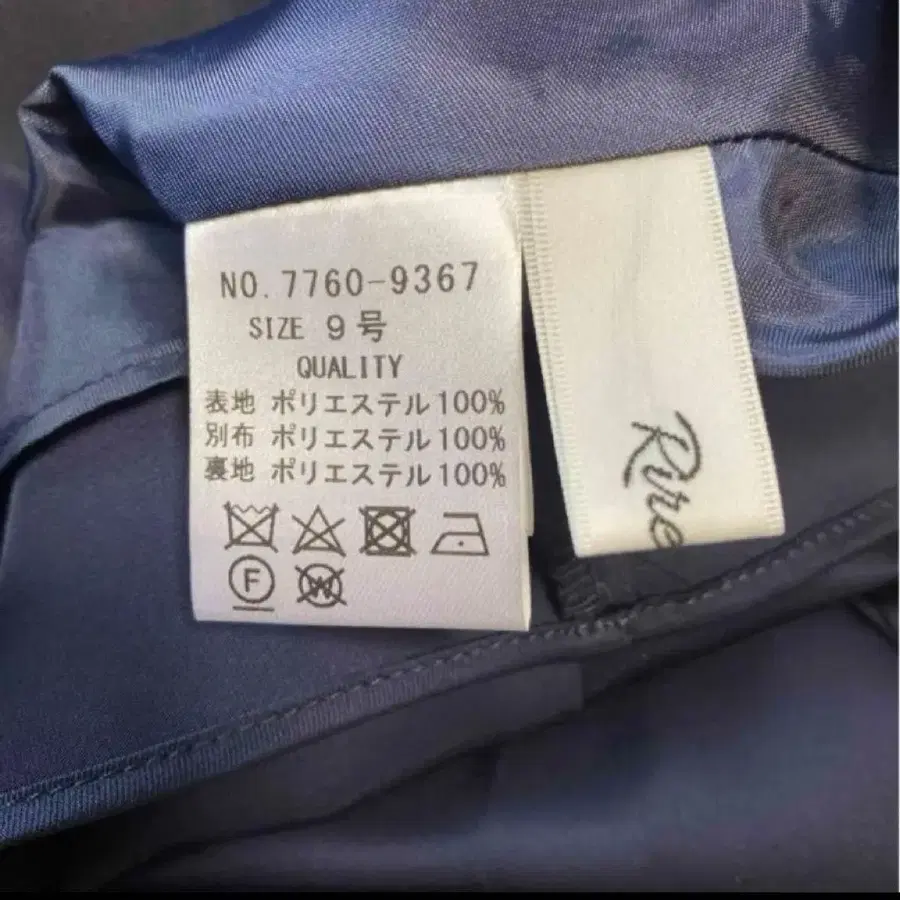 NO. 7760-9367
SIZE 9号
QUALITY
表地 ポリエステル100%
別布 ポリエステル100%
裏地 ポリエステル100%
F W
Rire